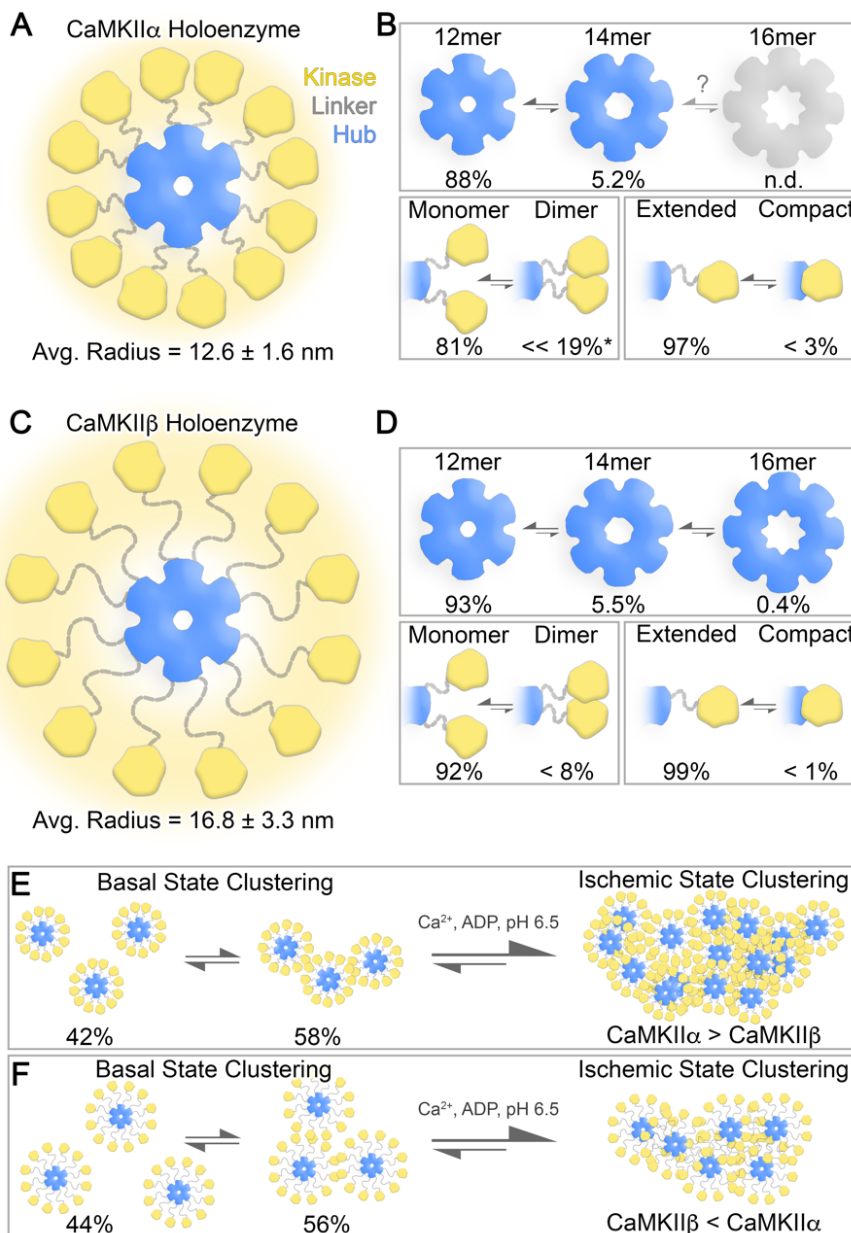 A
CaMKIIα Holoenzyme
Kinase
Linker
Hub
Avg. Radius = 12.6 ± 1.6 nm
B
12mer 14mer 16mer
?
88% 5.2% n.d.
Monomer Dimer
81% << 19%*
Extended Compact
97% < 3%
C
CaMKIIβ Holoenzyme
Avg. Radius = 16.8 ± 3.3 nm
D
12mer 14mer 16mer
93% 5.5% 0.4%
Monomer Dimer
92% < 8%
Extended Compact
99% < 1%
E
Basal State Clustering Ischemic State Clustering
Ca²⁺, ADP, pH 6.5
42% 58% CaMKIIα > CaMKIIβ
F
Basal State Clustering Ischemic State Clustering
Ca²⁺, ADP, pH 6.5
44% 56% CaMKIIβ < CaMKIIα